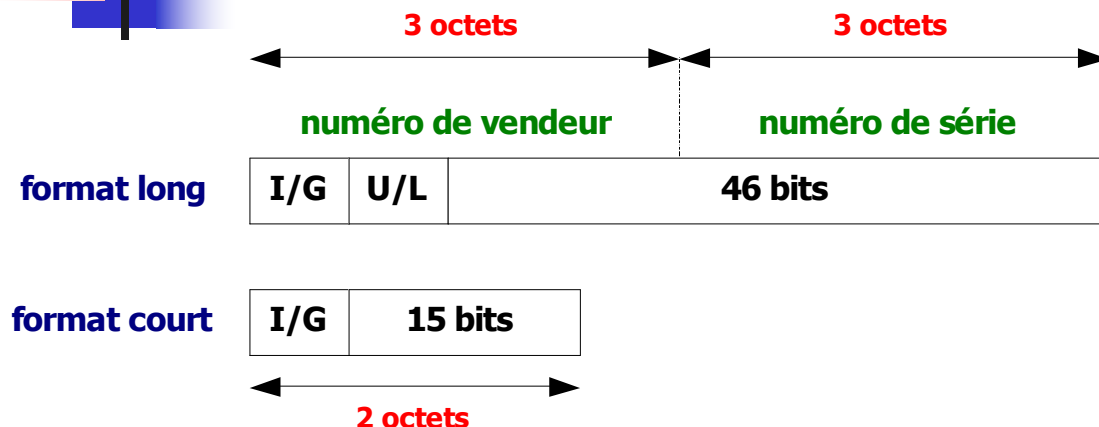 3 octets 3 octets
numéro de vendeur numéro de série
format long I/G U/L 46 bits
format court I/G 15 bits
2 octets